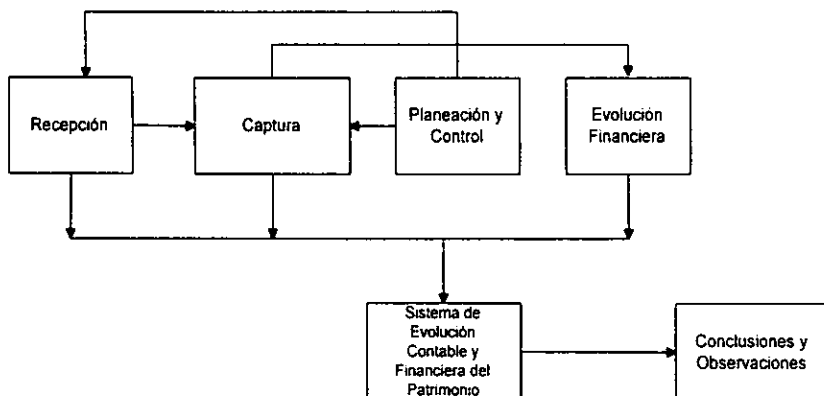 Recepción
Captura
Planeación y
Control
Evolución
Financiera
Sistema de
Evolución
Contable y
Financiera del
Patrimonio
Conclusiones y
Observaciones